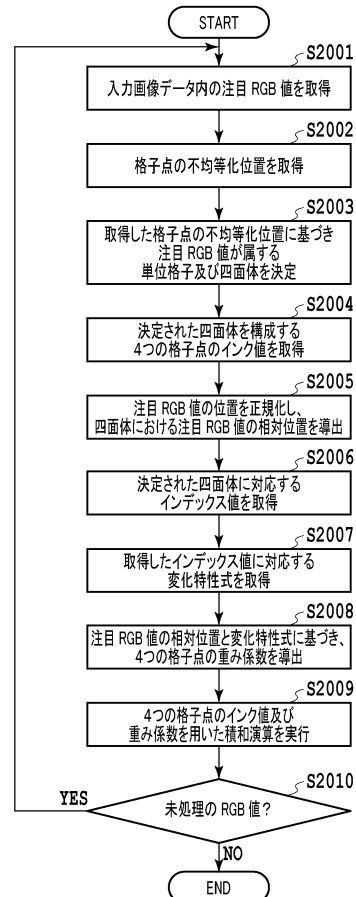 START
S2001
入力画像データ内の注目 RGB 値を取得
S2002
格子点の不均等化位置を取得
S2003
取得した格子点の不均等化位置に基づき
注目 RGB 値が属する
単位格子及び四面体を決定
S2004
決定された四面体を構成する
4つの格子点のインク値を取得
S2005
注目 RGB 値の位置を正規化し、
四面体における注目 RGB 値の相対位置を導出
S2006
決定された四面体に対応する
インデックス値を取得
S2007
取得したインデックス値に対応する
変化特性式を取得
S2008
注目 RGB 値の相対位置と変化特性式に基づき、
4つの格子点の重み係数を導出
S2009
4つの格子点のインク値及び
重み係数を用いた積和演算を実行
S2010
YES
未処理の RGB 値?
NO
END